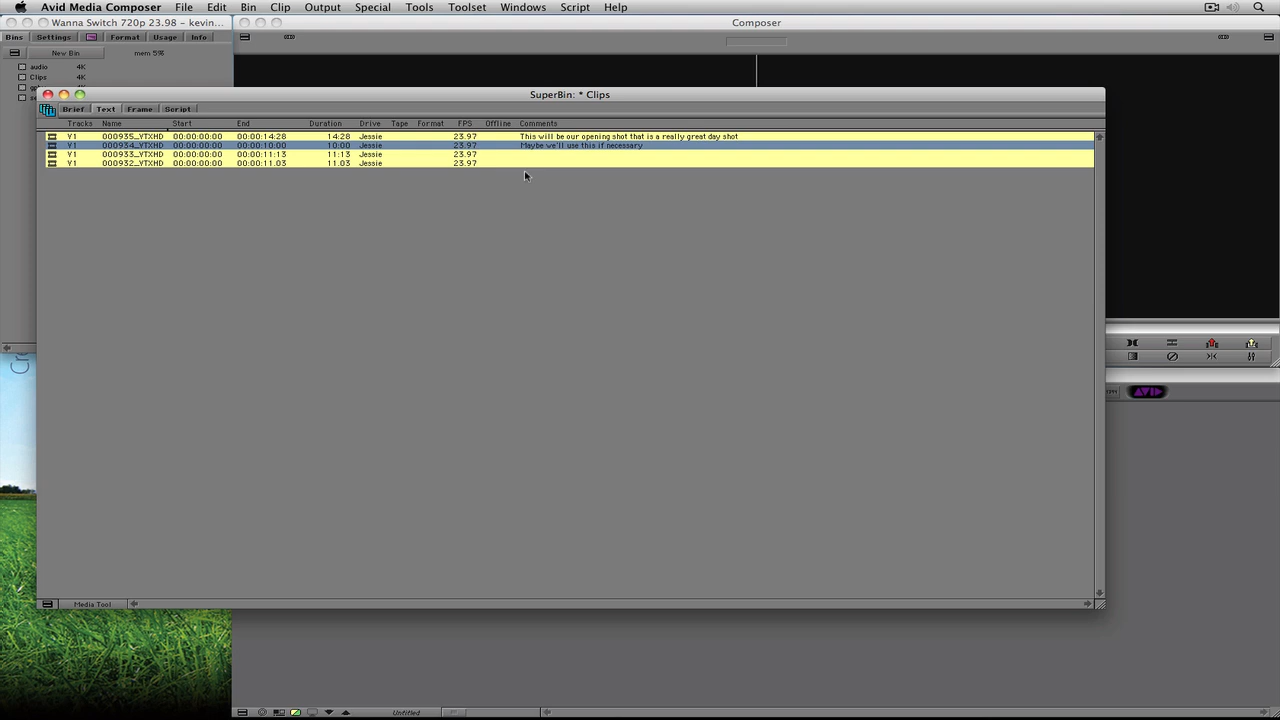 Avid Media Composer File Edit Bin Clip Output Special Tools Toolset Windows Script Help
Wanna Switch 720p 23.98 - kevin... Composer
Bins Settings Format Usage Info
New Bin mem 5%
audio 4K
Clips 4K
SuperBin: * Clips
Brief Text Frame Script
Tracks Name Start End Duration Drive Tape Format FPS Offline Comments
V1 000935_YTXHD 00:00:00:00 00:00:14:28 14:28 Jessie 23.97 This will be our opening shot that is a really great day shot
V1 000934_YTXHD 00:00:00:00 00:00:10:00 10:00 Jessie 23.97 Maybe we'll use this if necessary
V1 000933_YTXHD 00:00:00:00 00:00:11:13 11:13 Jessie 23.97
V1 000932_YTXHD 00:00:00:00 00:00:11:03 11:03 Jessie 23.97
AVID
Media Tool
Untitled